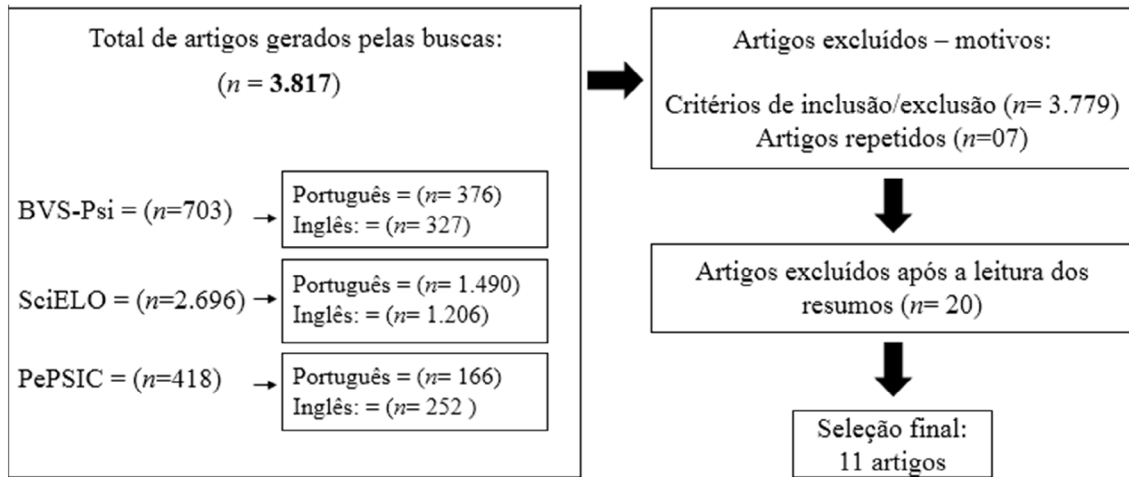 Total de artigos gerados pelas buscas:
(n = 3.817)
BVS-Psi = (n=703)
Português = (n= 376)
Inglês: = (n= 327)
SciELO = (n=2.696)
Português = (n= 1.490)
Inglês: = (n= 1.206)
PePSIC = (n=418)
Português = (n= 166)
Inglês: = (n= 252 )
Artigos excluídos – motivos:
Critérios de inclusão/exclusão (n= 3.779)
Artigos repetidos (n=07)
Artigos excluídos após a leitura dos
resumos (n= 20)
Seleção final:
11 artigos